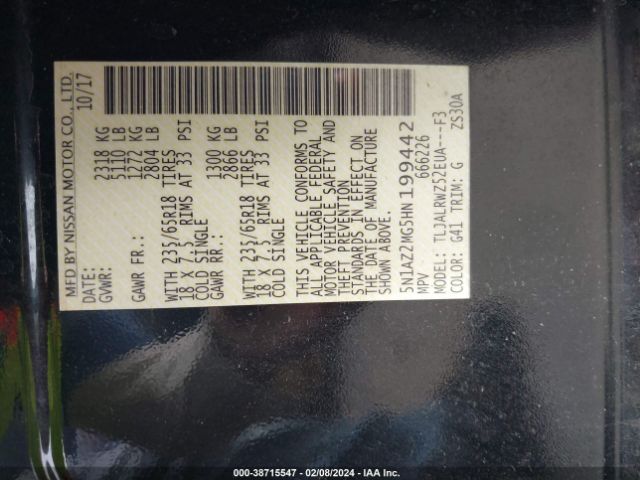 MFD BY NISSAN MOTOR CO., LTD.
DATE: 10/17
GVWR: 2318 KG
5110 LB
GAWR FR.: 1272 KG
2804 LB
WITH 235/65R18 TIRES
18 X 7.5 RIMS AT 33 PSI
COLD SINGLE
GAWR RR.: 1300 KG
2866 LB
WITH 235/65R18 TIRES
18 X 7.5 RIMS AT 33 PSI
COLD SINGLE
THIS VEHICLE CONFORMS TO
ALL APPLICABLE FEDERAL
MOTOR VEHICLE SAFETY AND
THEFT PREVENTION
STANDARDS IN EFFECT ON
THE DATE OF MANUFACTURE
SHOWN ABOVE.
5N1AZ2MG5HN199442
MPV 666226
MODEL: TLJALRWZ52EUA---F3
COLOR: G41 TRIM: G ZS30A
000-38715547 - 02/08/2024 - IAA Inc.